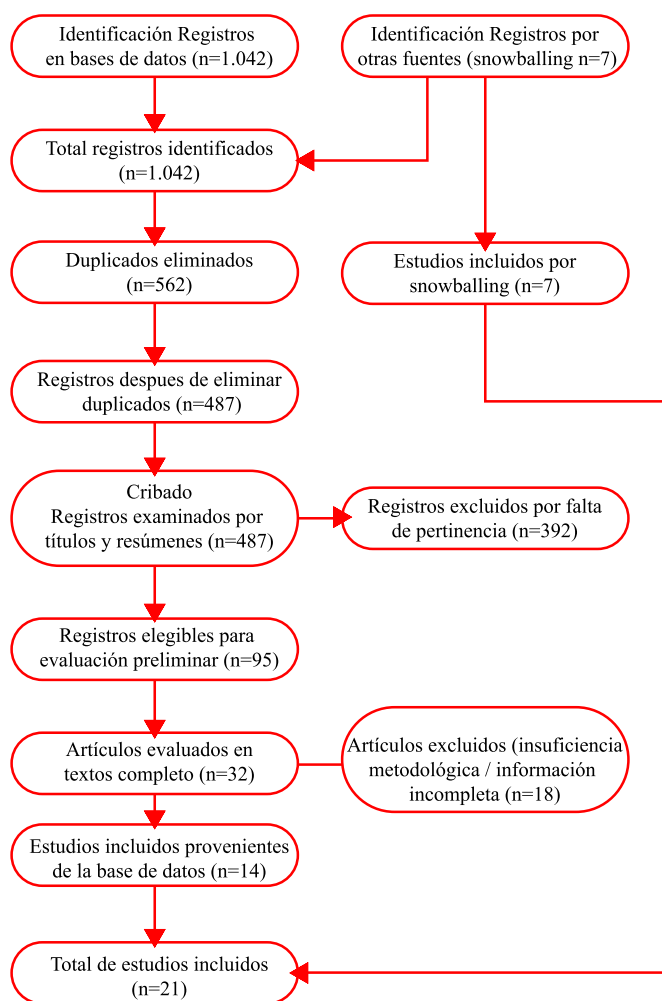 Identificación Registros
en bases de datos (n=1.042)
Identificación Registros por
otras fuentes (snowballing n=7)
Total registros identificados
(n=1.042)
Duplicados eliminados
(n=562)
Estudios incluidos por
snowballing (n=7)
Registros despues de eliminar
duplicados (n=487)
Cribado
Registros examinados por
títulos y resúmenes (n=487)
Registros excluidos por falta
de pertinencia (n=392)
Registros elegibles para
evaluación preliminar (n=95)
Artículos evaluados en
textos completo (n=32)
Artículos excluidos (insuficiencia
metodológica / información
incompleta (n=18)
Estudios incluidos provenientes
de la base de datos (n=14)
Total de estudios incluidos
(n=21)